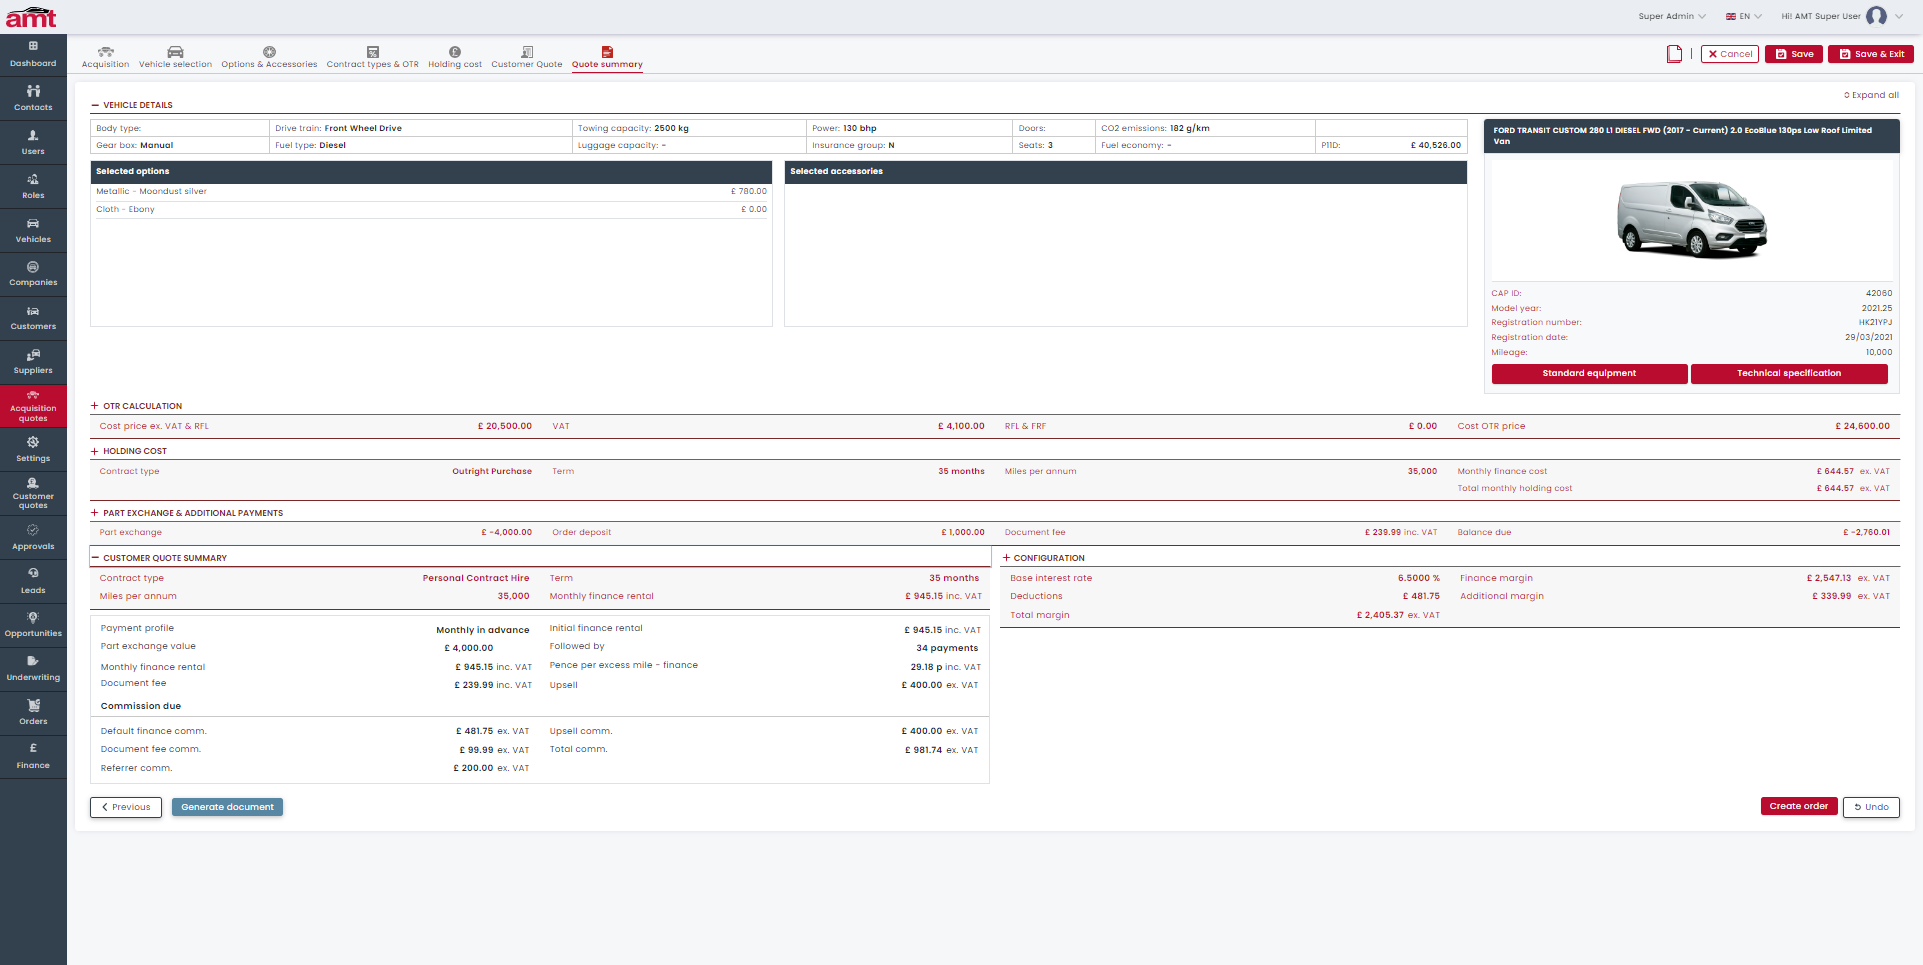 amt
Super Admin
EN
Hi! AMT Super User
Dashboard
Contacts
Users
Roles
Vehicles
Companies
Customers
Suppliers
Acquisition
quotes
Settings
Customer
quotes
Approvals
Leads
Opportunities
Underwriting
Orders
Finance
Acquisition
Vehicle selection
Options & Accessories
Contract types & OTR
Holding cost
Customer Quote
Quote summary
Cancel
Save
Save & Exit
Expand all
VEHICLE DETAILS
Body type:
Drive train: Front Wheel Drive
Towing capacity: 2500 kg
Power: 130 bhp
Doors:
CO2 emissions: 182 g/km
Gear box: Manual
Fuel type: Diesel
Luggage capacity: -
Insurance group: N
Seats: 3
Fuel economy: -
P11D: £ 40,526.00
Selected options
Metallic - Moondust silver £ 780.00
Cloth - Ebony £ 0.00
Selected accessories
FORD TRANSIT CUSTOM 280 L1 DIESEL FWD (2017 - Current) 2.0 EcoBlue 130ps Low Roof Limited
Van
CAP ID: 42060
Model year: 2021.25
Registration number: HK21YPJ
Registration date: 29/03/2021
Mileage: 10,000
Standard equipment
Technical specification
OTR CALCULATION
Cost price ex. VAT & RFL £ 20,500.00 VAT £ 4,100.00 RFL & FRF £ 0.00 Cost OTR price £ 24,600.00
HOLDING COST
Contract type Outright Purchase Term 35 months Miles per annum 35,000 Monthly finance cost £ 644.57 ex. VAT
Total monthly holding cost £ 644.57 ex. VAT
PART EXCHANGE & ADDITIONAL PAYMENTS
Part exchange £ -4,000.00 Order deposit £ 1,000.00 Document fee £ 239.99 inc. VAT Balance due £ -2,760.01
CUSTOMER QUOTE SUMMARY
Contract type Personal Contract Hire Term 35 months
Miles per annum 35,000 Monthly finance rental £ 945.15 inc. VAT
Payment profile Monthly in advance Initial finance rental £ 945.15 inc. VAT
Part exchange value £ 4,000.00 Followed by 34 payments
Monthly finance rental £ 945.15 inc. VAT Pence per excess mile - finance 29.18 p inc. VAT
Document fee £ 239.99 inc. VAT Upsell £ 400.00 ex. VAT
Commission due
Default finance comm. £ 481.75 ex. VAT Upsell comm. £ 400.00 ex. VAT
Document fee comm. £ 99.99 ex. VAT Total comm. £ 981.74 ex. VAT
Referrer comm. £ 200.00 ex. VAT
CONFIGURATION
Base interest rate 6.5000 % Finance margin £ 2,547.13 ex. VAT
Deductions £ 481.75 Additional margin £ 339.99 ex. VAT
Total margin £ 2,405.37 ex. VAT
Previous
Generate document
Create order
Undo